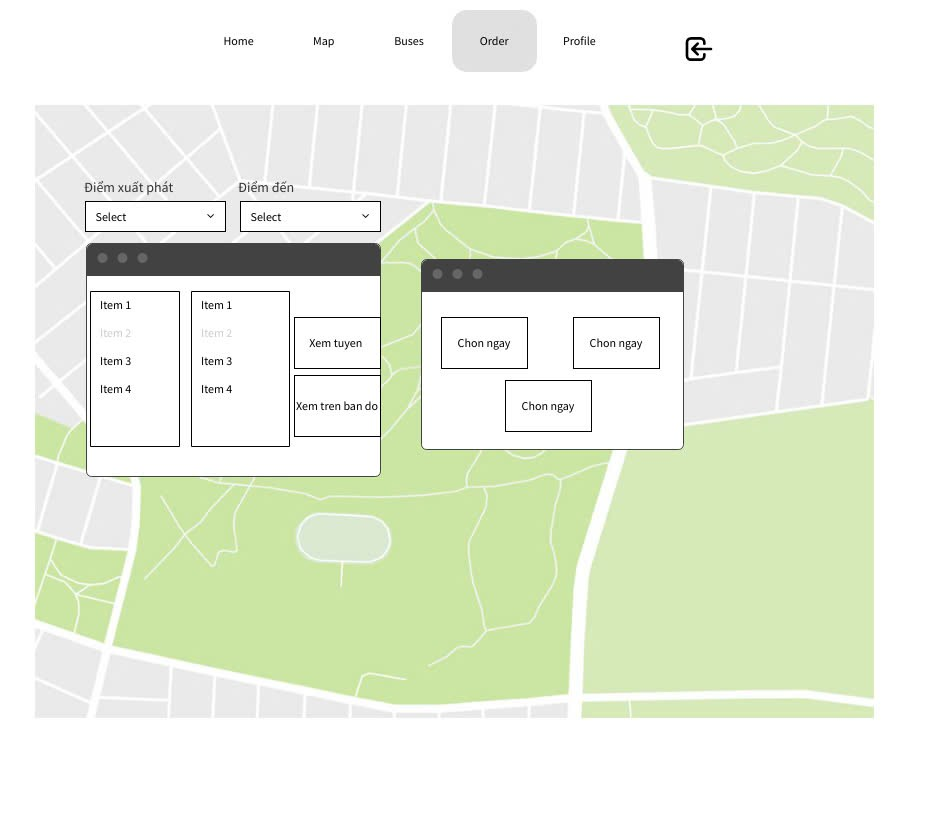 Home
Map
Buses
Order
Profile
Điểm xuất phát
Điểm đến
Select
Select
Item 1
Item 2
Item 3
Item 4
Item 1
Item 2
Item 3
Item 4
Xem tuyen
Xem tren ban do
Chon ngay
Chon ngay
Chon ngay